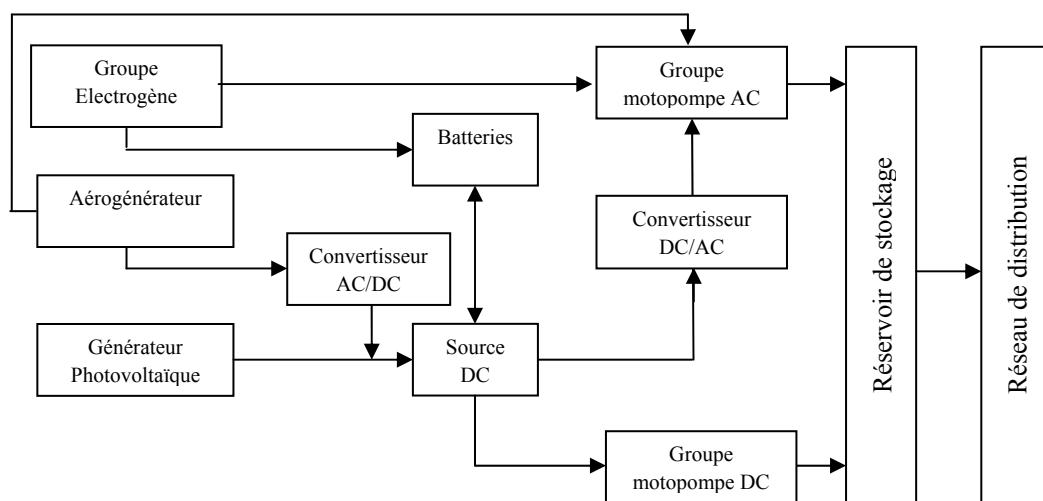 Groupe
Electrogène
Groupe
motopompe AC
Batteries
Aérogénérateur
Convertisseur
AC/DC
Convertisseur
DC/AC
Générateur
Photovoltaïque
Source
DC
Groupe
motopompe DC
Réservoir de stockage
Réseau de distribution